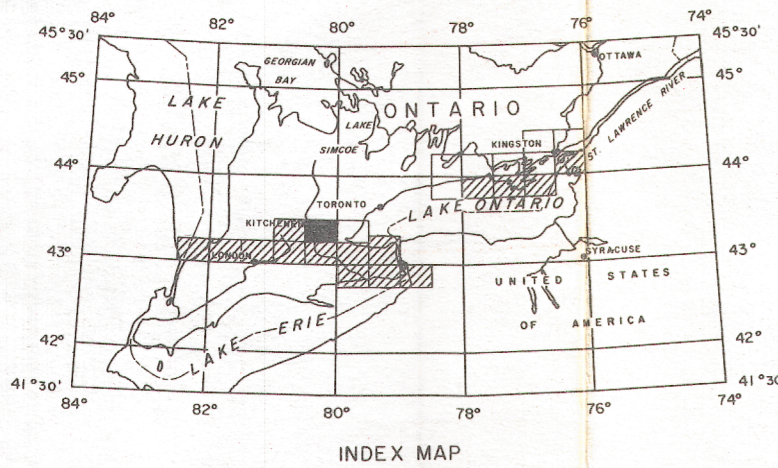 84° 82° 80° 78° 76° 74°
45°30' 45°30'
GEORGIAN
BAY
OTTAWA
45° 45°
LAKE
HURON
ONTARIO
LAKE
SIMCOE
KINGSTON
ST. LAWRENCE RIVER
44° 44°
TORONTO
LAKE ONTARIO
KITCHENER
43° 43°
LONDON
SYRACUSE
UNITED STATES
OF AMERICA
LAKE ERIE
42° 42°
41°30' 41°30'
84° 82° 80° 78° 76° 74°
INDEX MAP